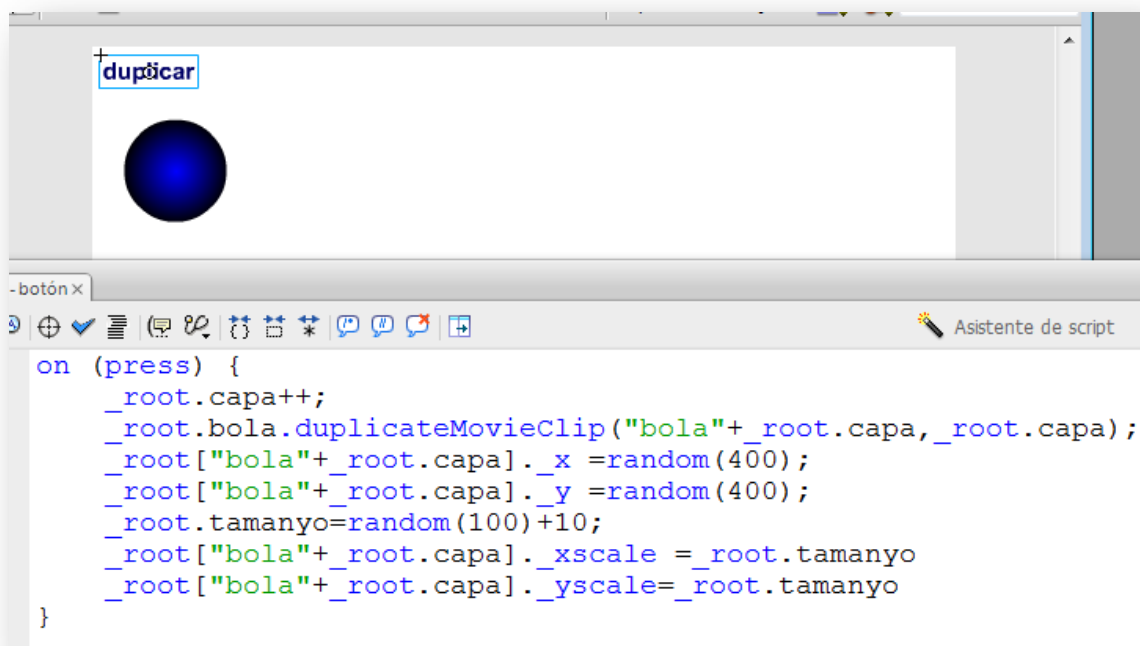 duplicar
-botón
Asistente de script
on (press) {
_root.capa++;
_root.bola.duplicateMovieClip("bola"+_root.capa,_root.capa);
_root["bola"+_root.capa]._x =random(400);
_root["bola"+_root.capa]._y =random(400);
_root.tamanyo=random(100)+10;
_root["bola"+_root.capa]._xscale =_root.tamanyo
_root["bola"+_root.capa]._yscale=_root.tamanyo
}